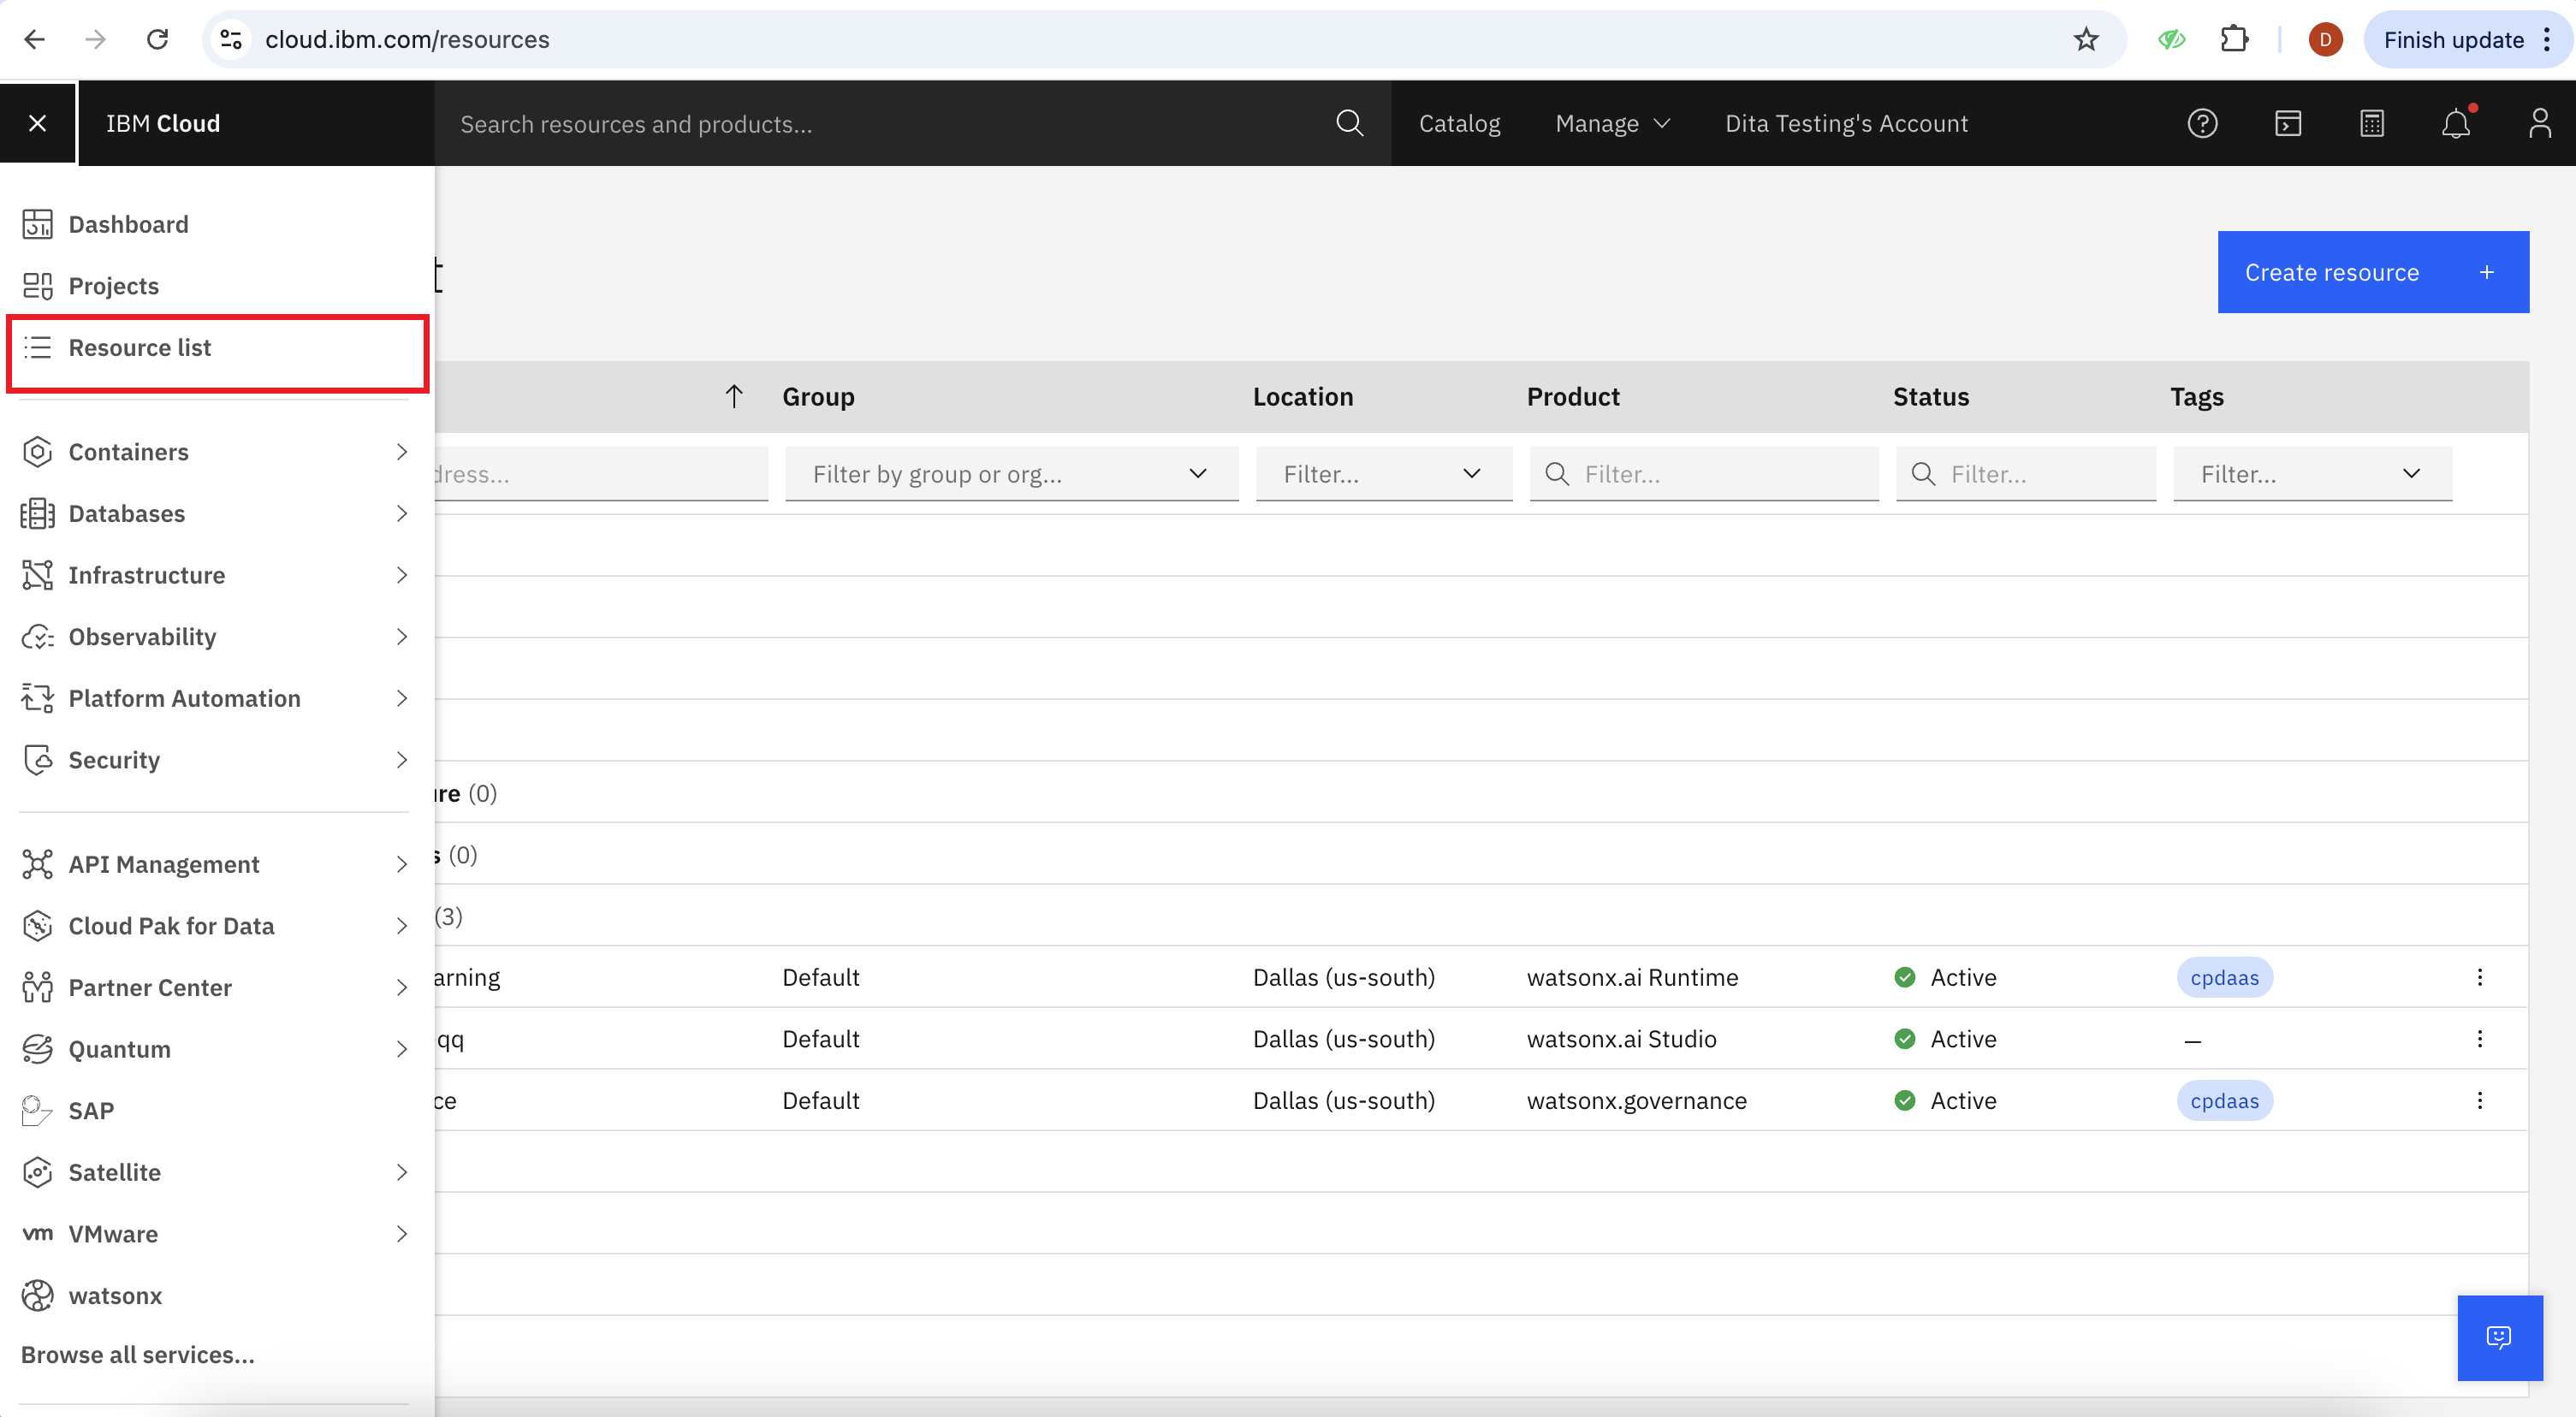 cloud.ibm.com/resources
D
Finish update
IBM Cloud
Search resources and products...
Catalog
Manage
Dita Testing's Account
Dashboard
Projects
Resource list
Containers
Databases
Infrastructure
Observability
Platform Automation
Security
API Management
Cloud Pak for Data
Partner Center
Quantum
SAP
Satellite
vm VMware
watsonx
Browse all services...
t
Create resource +
Group Location Product Status Tags
dress... Filter by group or org... Filter... Filter... Filter... Filter...
ure (0)
s (0)
(3)
arning Default Dallas (us-south) watsonx.ai Runtime Active cpdaas
qq Default Dallas (us-south) watsonx.ai Studio Active –
ce Default Dallas (us-south) watsonx.governance Active cpdaas